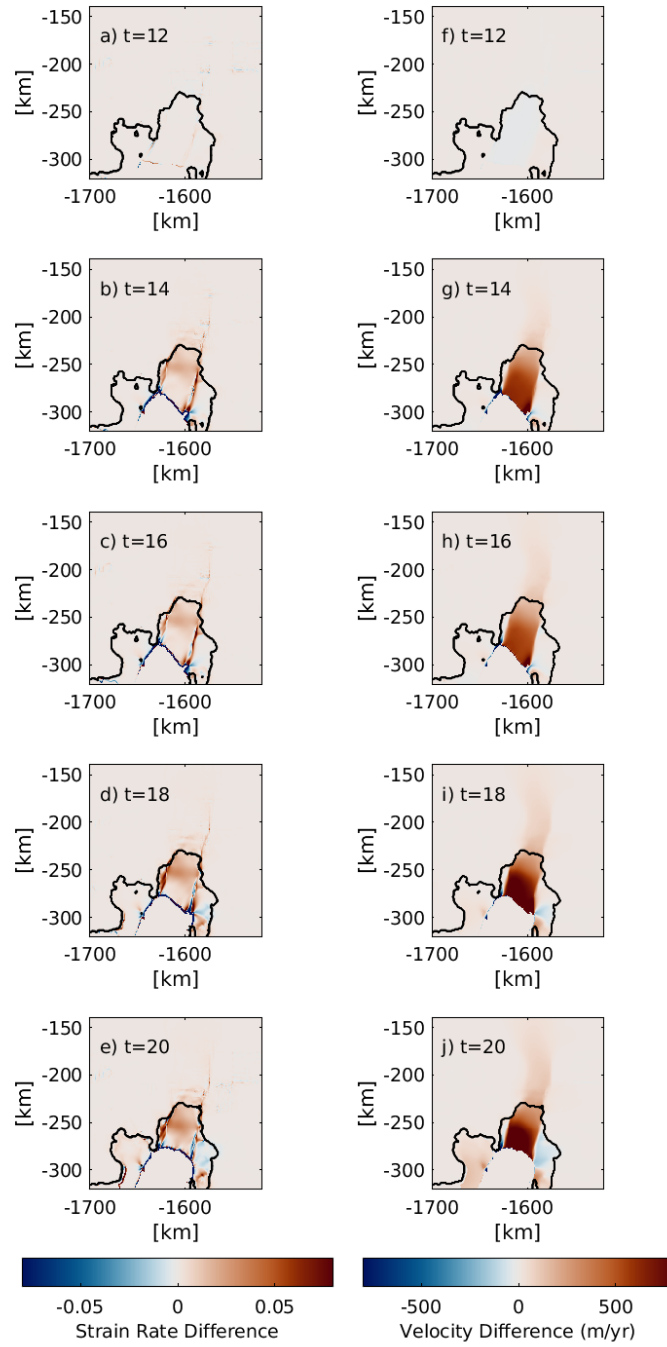 a) t=12
f) t=12
[km]
-150
-200
-250
-300
[km]
-150
-200
-250
-300
-1700
-1600
[km]
-1700
-1600
[km]
b) t=14
g) t=14
[km]
-150
-200
-250
-300
[km]
-150
-200
-250
-300
-1700
-1600
[km]
-1700
-1600
[km]
c) t=16
h) t=16
[km]
-150
-200
-250
-300
[km]
-150
-200
-250
-300
-1700
-1600
[km]
-1700
-1600
[km]
d) t=18
i) t=18
[km]
-150
-200
-250
-300
[km]
-150
-200
-250
-300
-1700
-1600
[km]
-1700
-1600
[km]
e) t=20
j) t=20
[km]
-150
-200
-250
-300
[km]
-150
-200
-250
-300
-1700
-1600
[km]
-1700
-1600
[km]
-0.05
0
0.05
Strain Rate Difference
-500
0
500
Velocity Difference (m/yr)